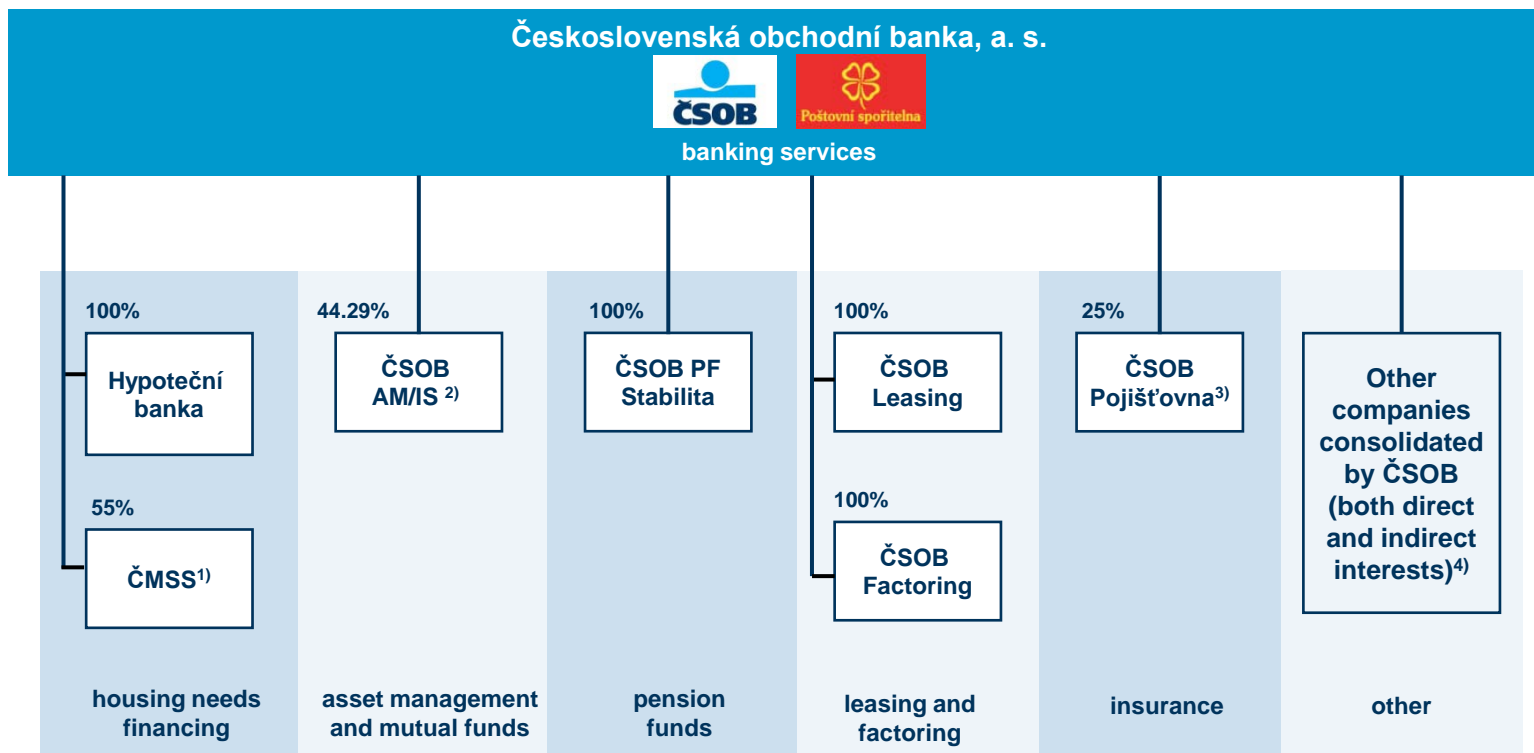 Československá obchodní banka, a. s.
ČSOB
Poštovní spořitelna
banking services
100%
Hypoteční
banka
55%
ČMSS1)
housing needs
financing
44.29%
ČSOB
AM/IS 2)
asset management
and mutual funds
100%
ČSOB PF
Stabilita
pension
funds
100%
ČSOB
Leasing
100%
ČSOB
Factoring
leasing and
factoring
25%
ČSOB
Pojišťovna3)
insurance
Other
companies
consolidated
by ČSOB
(both direct
and indirect
interests)4)
other